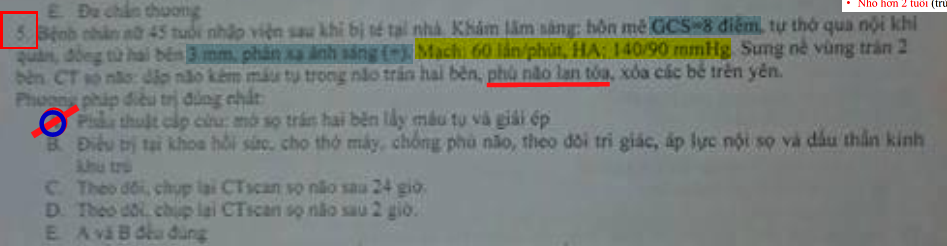 • Nhỏ hơn 2 tuổi (trư
E. Đa chấn thương
5. Bệnh nhân nữ 45 tuổi nhập viện sau khi bị té tại nhà. Khám lâm sàng: hôn mê GCS=8 điểm, tự thở qua nội khí
quản, đồng tử hai bên 3 mm, phản xạ ánh sáng (+). Mạch: 60 lần/phút, HA: 140/90 mmHg. Sưng nề vùng trán 2
bên. CT sọ não: dập não kèm máu tụ trong não trán hai bên, phù não lan tỏa, xóa các bể trên yên.
Phương pháp điều trị đúng nhất:
Phẫu thuật cấp cứu: mở sọ trán hai bên lấy máu tụ và giải ép
B. Điều trị tại khoa hồi sức, cho thở máy, chống phù não, theo dõi tri giác, áp lực nội sọ và dấu thần kinh
khu trú
C. Theo dõi, chụp lại CTscan sọ não sau 24 giờ.
D. Theo dõi, chụp lại CTscan sọ não sau 2 giờ.
E. A và B đều đúng